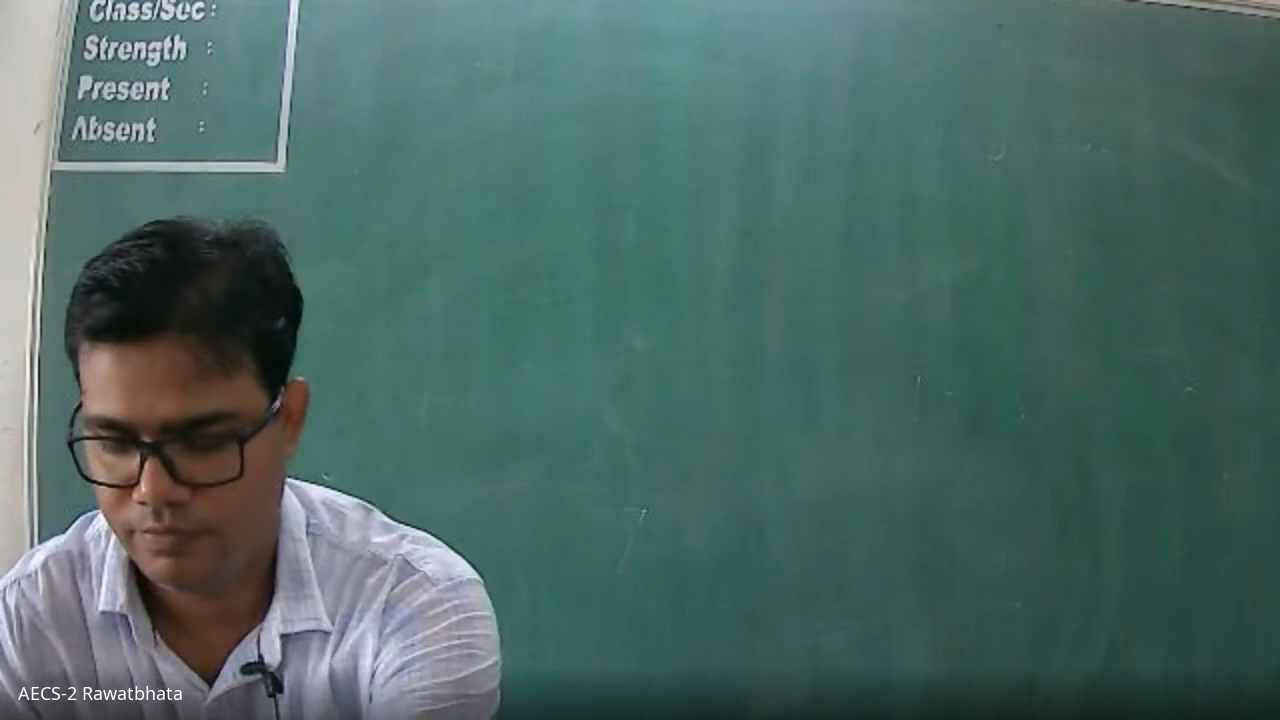 Class/Sec :
Strength :
Present :
Absent :
AECS-2 Rawatbhata